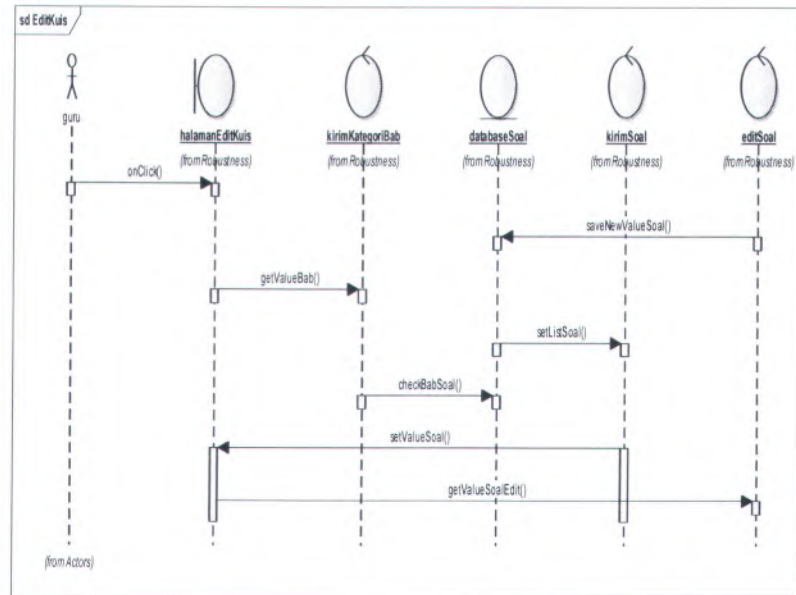 sd EditKuis
guru
halamanEditKuis
kirimKategoriBab
databaseSoal
kirimSoal
editSoal
(from Robustness)
(from Robustness)
(from Robustness)
(from Robustness)
(from Robustness)
onClick()
saveNewValueSoal()
getValueBab()
setListSoal()
checkBabSoal()
setValueSoal()
getValueSoalEdit()
(from Actors)